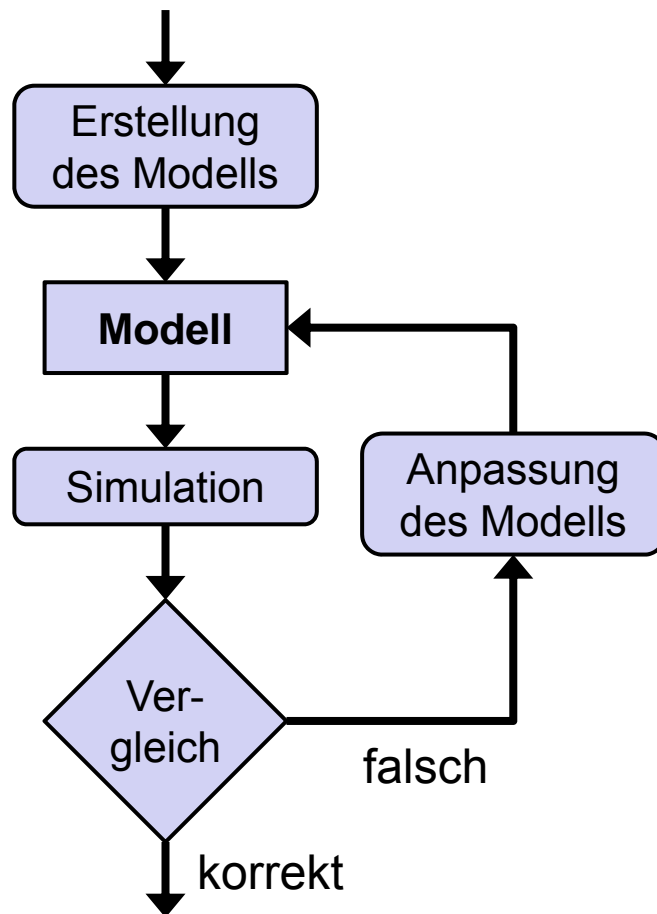 Erstellung
des Modells
Modell
Simulation
Anpassung
des Modells
Ver-
gleich
falsch
korrekt